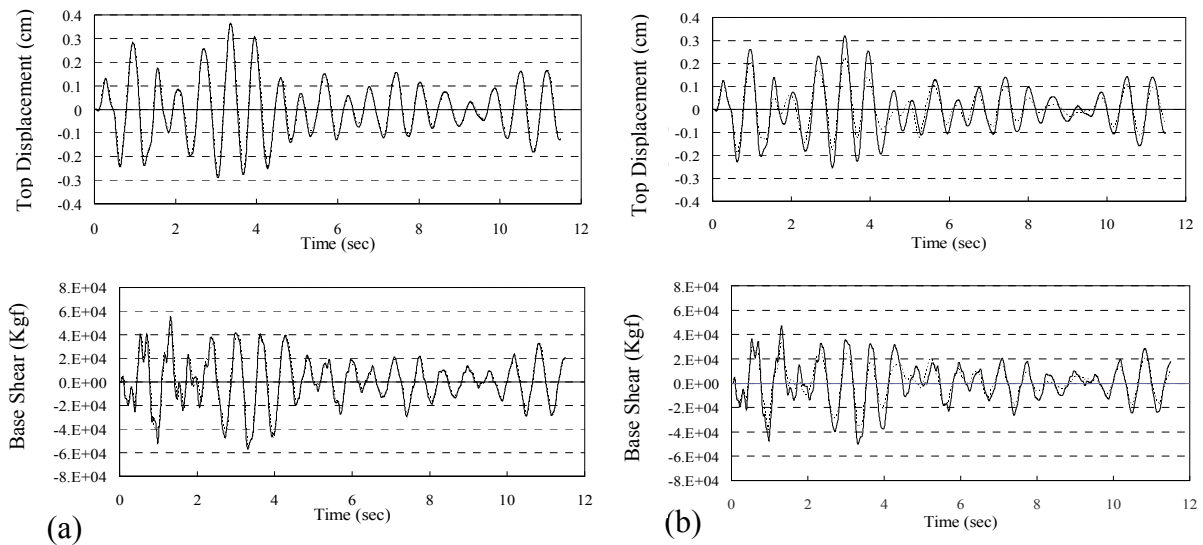 Top Displacement (cm)
0.4
0.3
0.2
0.1
0
-0.1
-0.2
-0.3
-0.4
0 2 4 6 8 10 12
Time (sec)
Top Displacement (cm)
0.4
0.3
0.2
0.1
0
-0.1
-0.2
-0.3
-0.4
0 2 4 6 8 10 12
Time (sec)
Base Shear (Kgf)
8.E+04
6.E+04
4.E+04
2.E+04
0.E+00
-2.E+04
-4.E+04
-6.E+04
-8.E+04
0 2 4 6 8 10 12
Time (sec)
(a)
Base Shear (Kgf)
8.E+04
6.E+04
4.E+04
2.E+04
0.E+00
-2.E+04
-4.E+04
-6.E+04
-8.E+04
0 2 4 6 8 10 12
Time (sec)
(b)